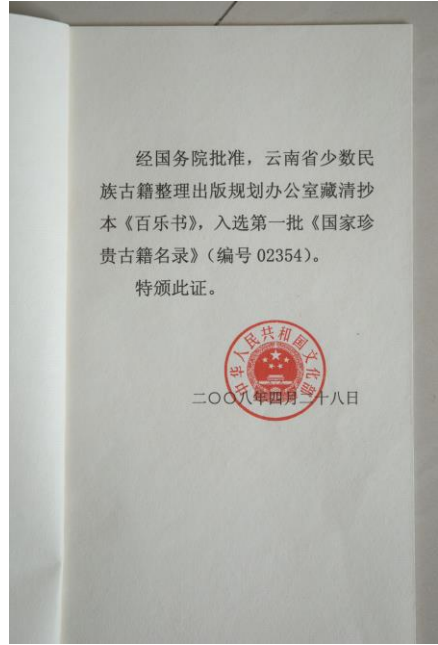 经国务院批准，云南省少数民
族古籍整理出版规划办公室藏清抄
本《百乐书》，入选第一批《国家珍
贵古籍名录》（编号 02354）。
特颁此证。
中华人民共和国文化部
二〇〇八年四月二十八日